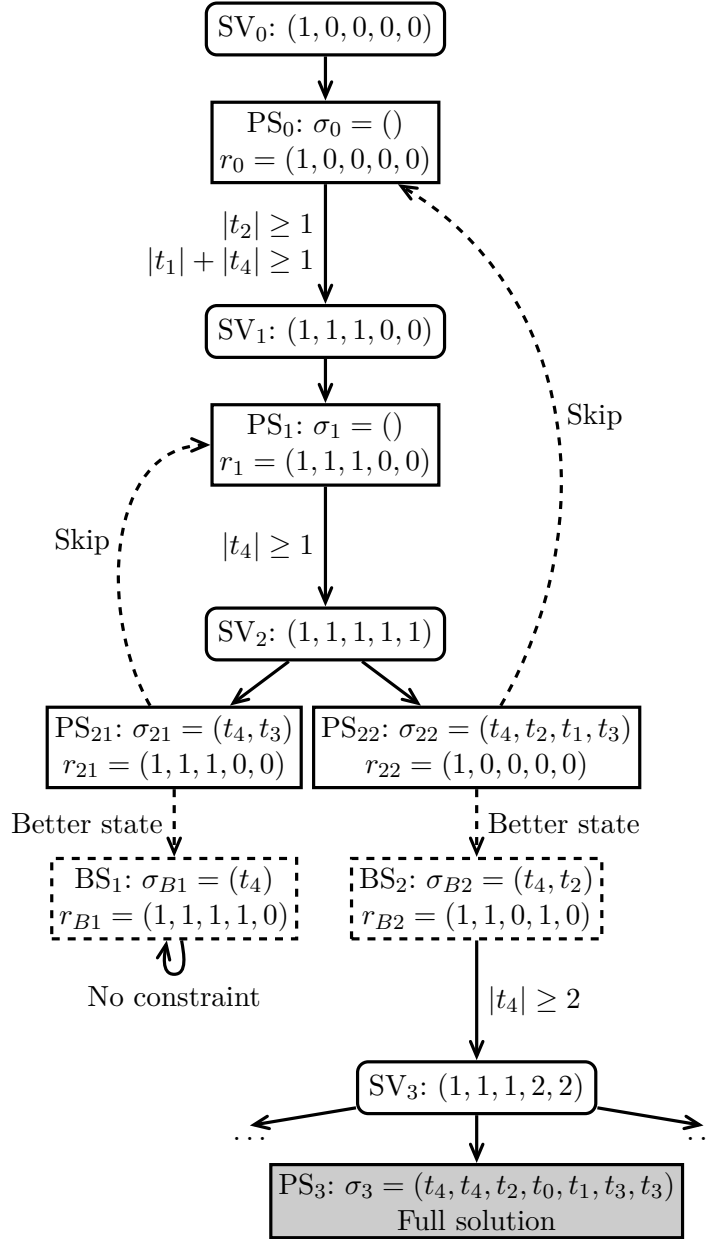 SV₀: (1, 0, 0, 0, 0)
PS₀: σ₀ = ()
r₀ = (1, 0, 0, 0, 0)
|t₂| ≥ 1
|t₁| + |t₄| ≥ 1
SV₁: (1, 1, 1, 0, 0)
PS₁: σ₁ = ()
r₁ = (1, 1, 1, 0, 0)
Skip
Skip
|t₄| ≥ 1
SV₂: (1, 1, 1, 1, 1)
PS₂₁: σ₂₁ = (t₄, t₃)
r₂₁ = (1, 1, 1, 0, 0)
PS₂₂: σ₂₂ = (t₄, t₂, t₁, t₃)
r₂₂ = (1, 0, 0, 0, 0)
Better state
Better state
BS₁: σ_B1 = (t₄)
r_B1 = (1, 1, 1, 1, 0)
BS₂: σ_B2 = (t₄, t₂)
r_B2 = (1, 1, 0, 1, 0)
No constraint
|t₄| ≥ 2
SV₃: (1, 1, 1, 2, 2)
...
..
PS₃: σ₃ = (t₄, t₄, t₂, t₀, t₁, t₃, t₃)
Full solution